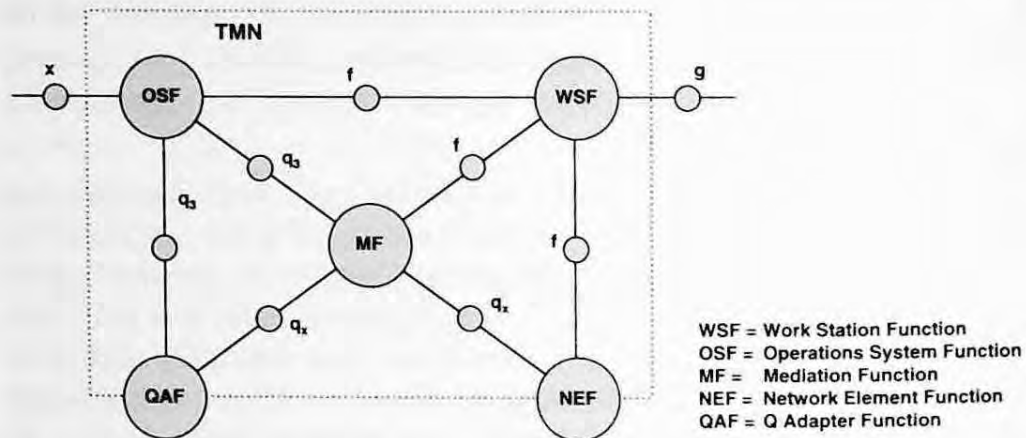 TMN
x
f
g
OSF
WSF
q3
f
q3
MF
f
qx
qx
QAF
NEF
WSF = Work Station Function
OSF = Operations System Function
MF = Mediation Function
NEF = Network Element Function
QAF = Q Adapter Function